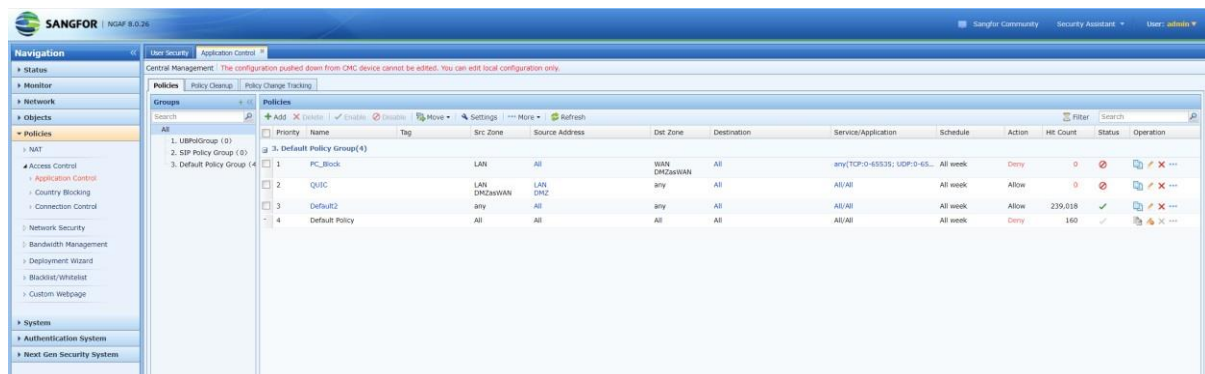 SANGFOR | NGAF 8.0.26
Sangfor Community Security Assistant User: admin
Navigation
User Security Application Control
Status
Central Management The configuration pushed down from CMC device cannot be edited. You can edit local configuration only.
Monitor
Policies Policy Cleanup Policy Change Tracking
Network
Groups
Policies
Objects
Search
Add Delete Enable Disable Move Settings More Refresh Filter Search
Policies
All
Priority Name Tag Src Zone Source Address Dst Zone Destination Service/Application Schedule Action Hit Count Status Operation
NAT
1. UBPolGroup (0)
3. Default Policy Group(4)
Access Control
2. SIP Policy Group (0)
1 PC_Block LAN All WAN All any(TCP:0-65535; UDP:0-65... All week Deny 0
DMZasWAN
Application Control
3. Default Policy Group (4
2 QUIC LAN LAN any All All/All All week Allow 0
DMZasWAN DMZ
Country Blocking
Connection Control
3 Default2 any All any All All/All All week Allow 239,018
4 Default Policy All All All All All/All All week Deny 160
Network Security
Bandwidth Management
Deployment Wizard
Blacklist/Whitelist
Custom Webpage
System
Authentication System
Next Gen Security System